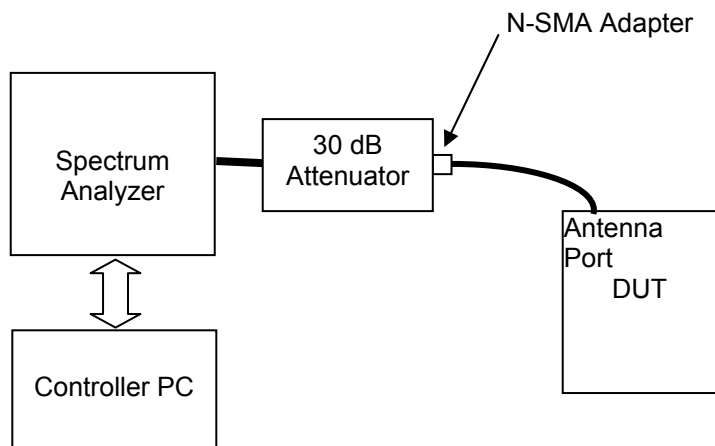 N-SMA Adapter
30 dB
Attenuator
Spectrum
Analyzer
Antenna
Port
DUT
Controller PC